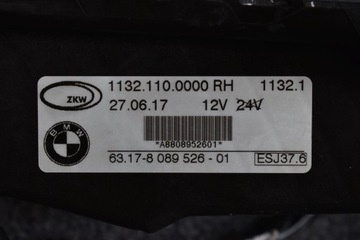 ZKW 1132.110.0000 RH 1132.1
27.06.17 12V 24V
BMW
*A8808952601*
63.17-8 089 526 - 01 ESJ37.6